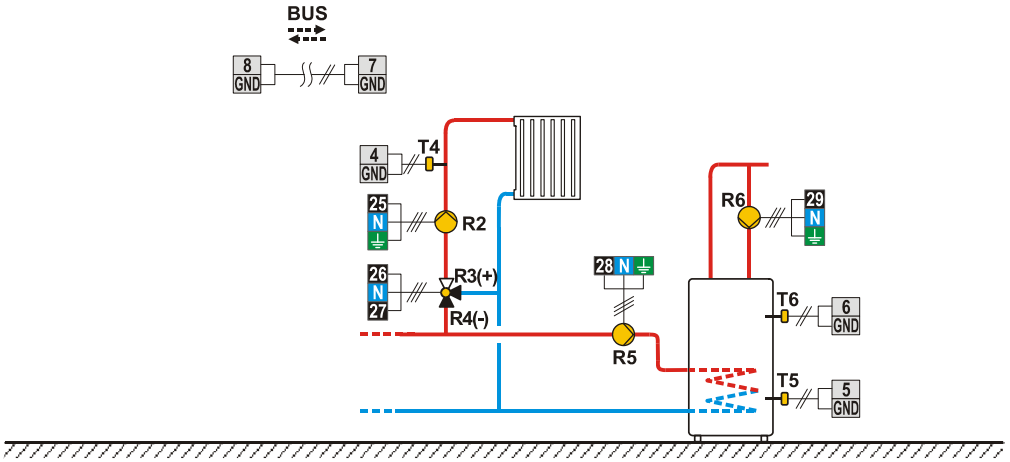 BUS
8
GND
7
GND
4
GND
T4
25
N
R2
26
N
27
R3(+)
R4(-)
28 N
R5
R6
29
N
T6
6
GND
T5
5
GND